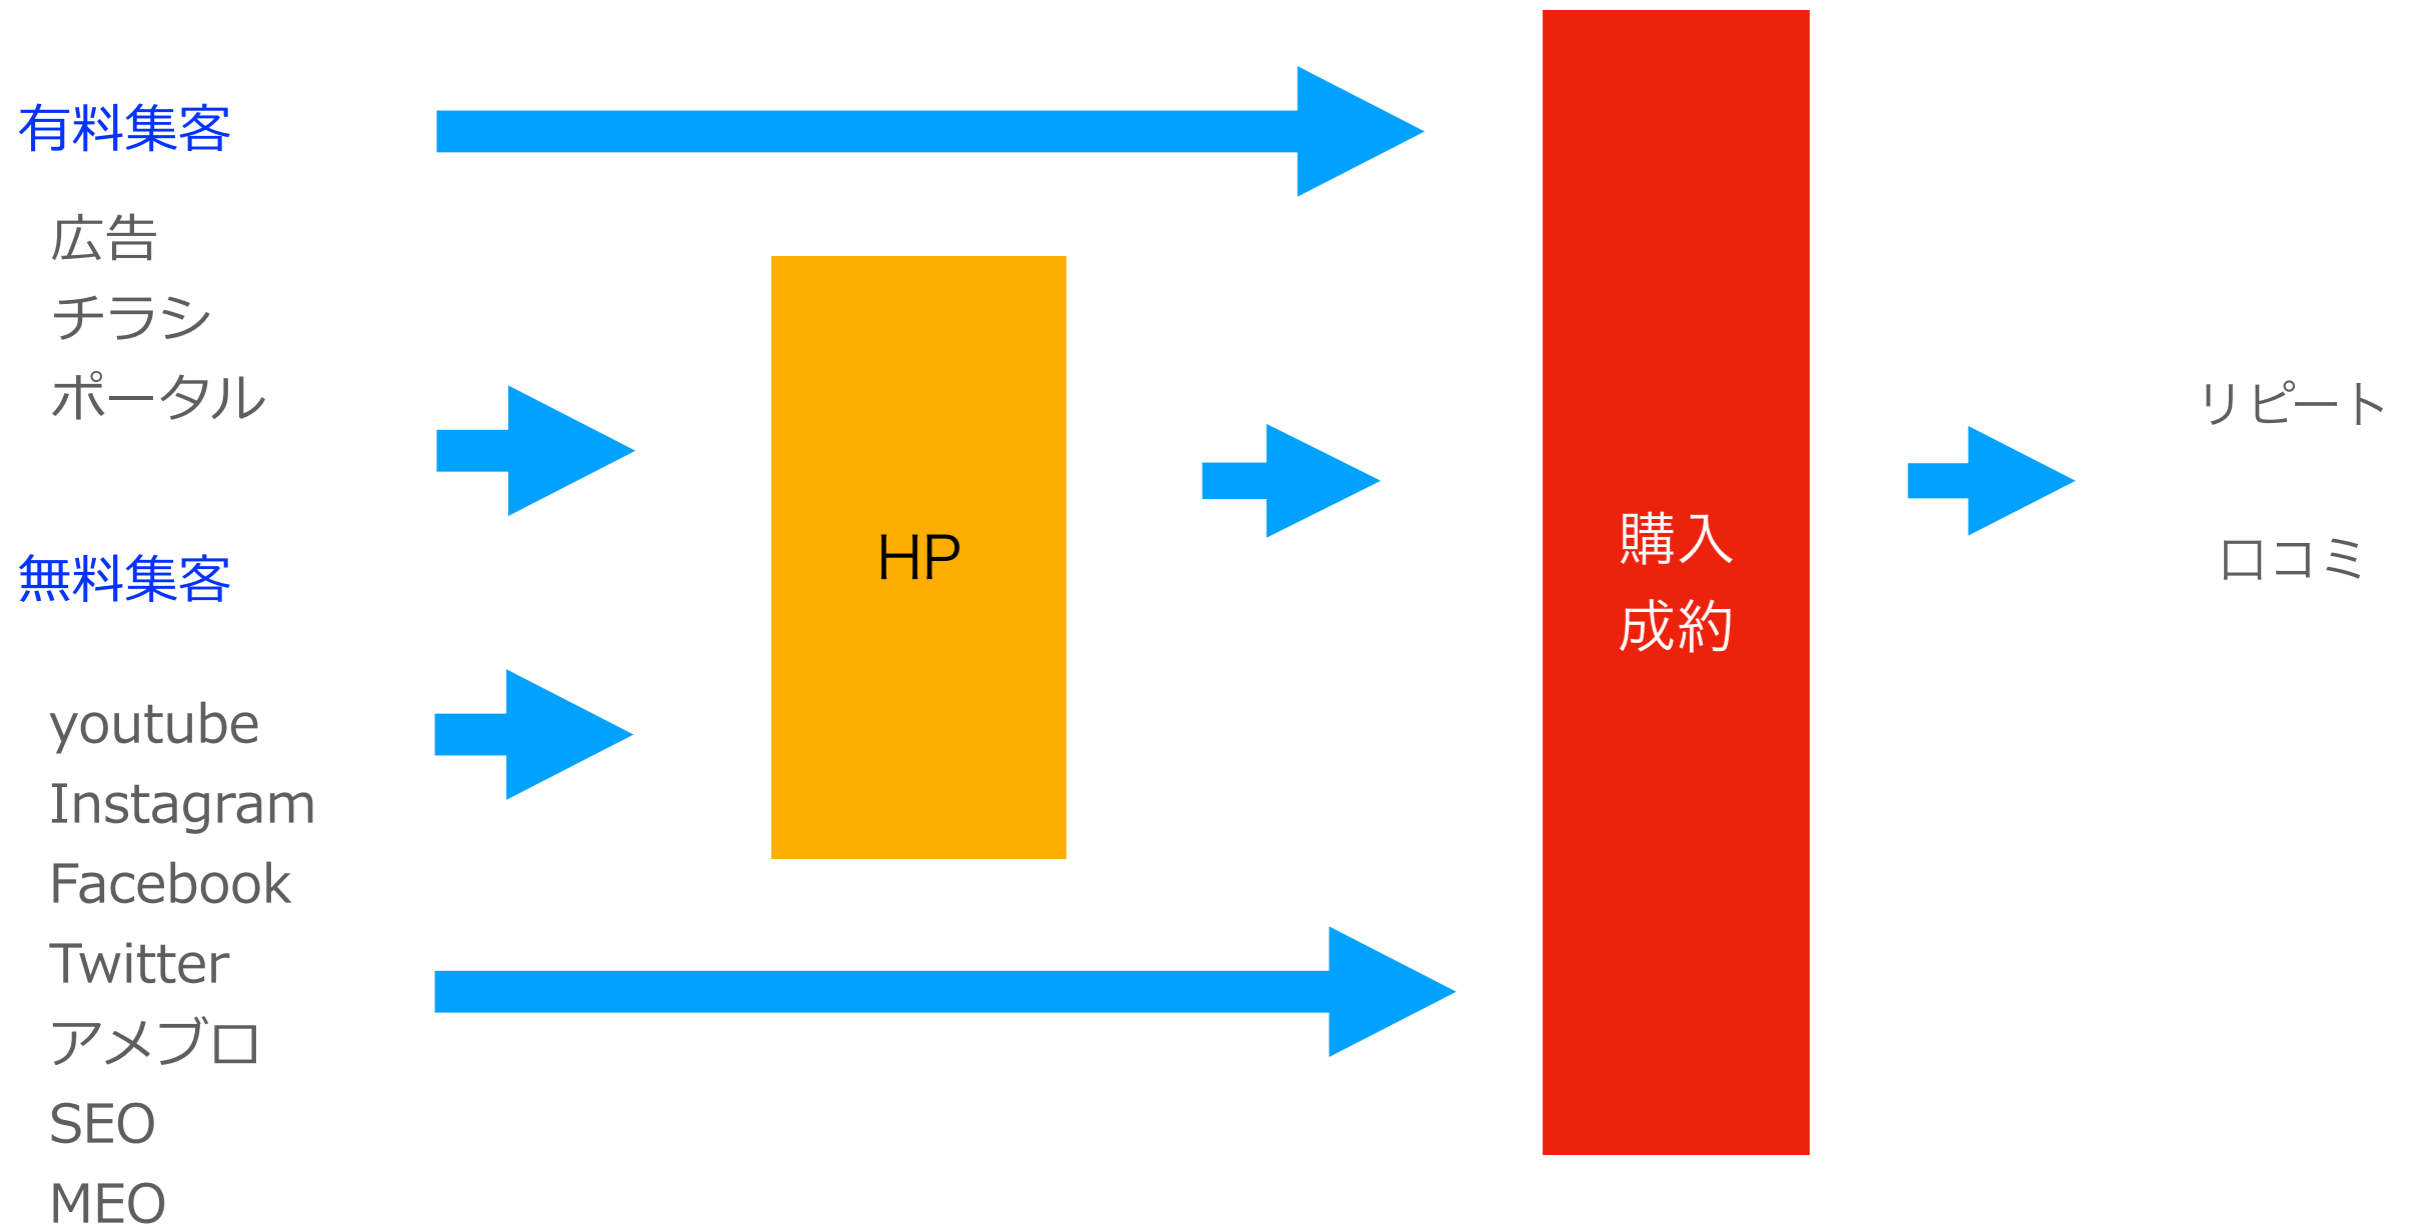 有料集客
広告
チラシ
ポータル
無料集客
youtube
Instagram
Facebook
Twitter
アメブロ
SEO
MEO
HP
購入
成約
リピート
口コミ